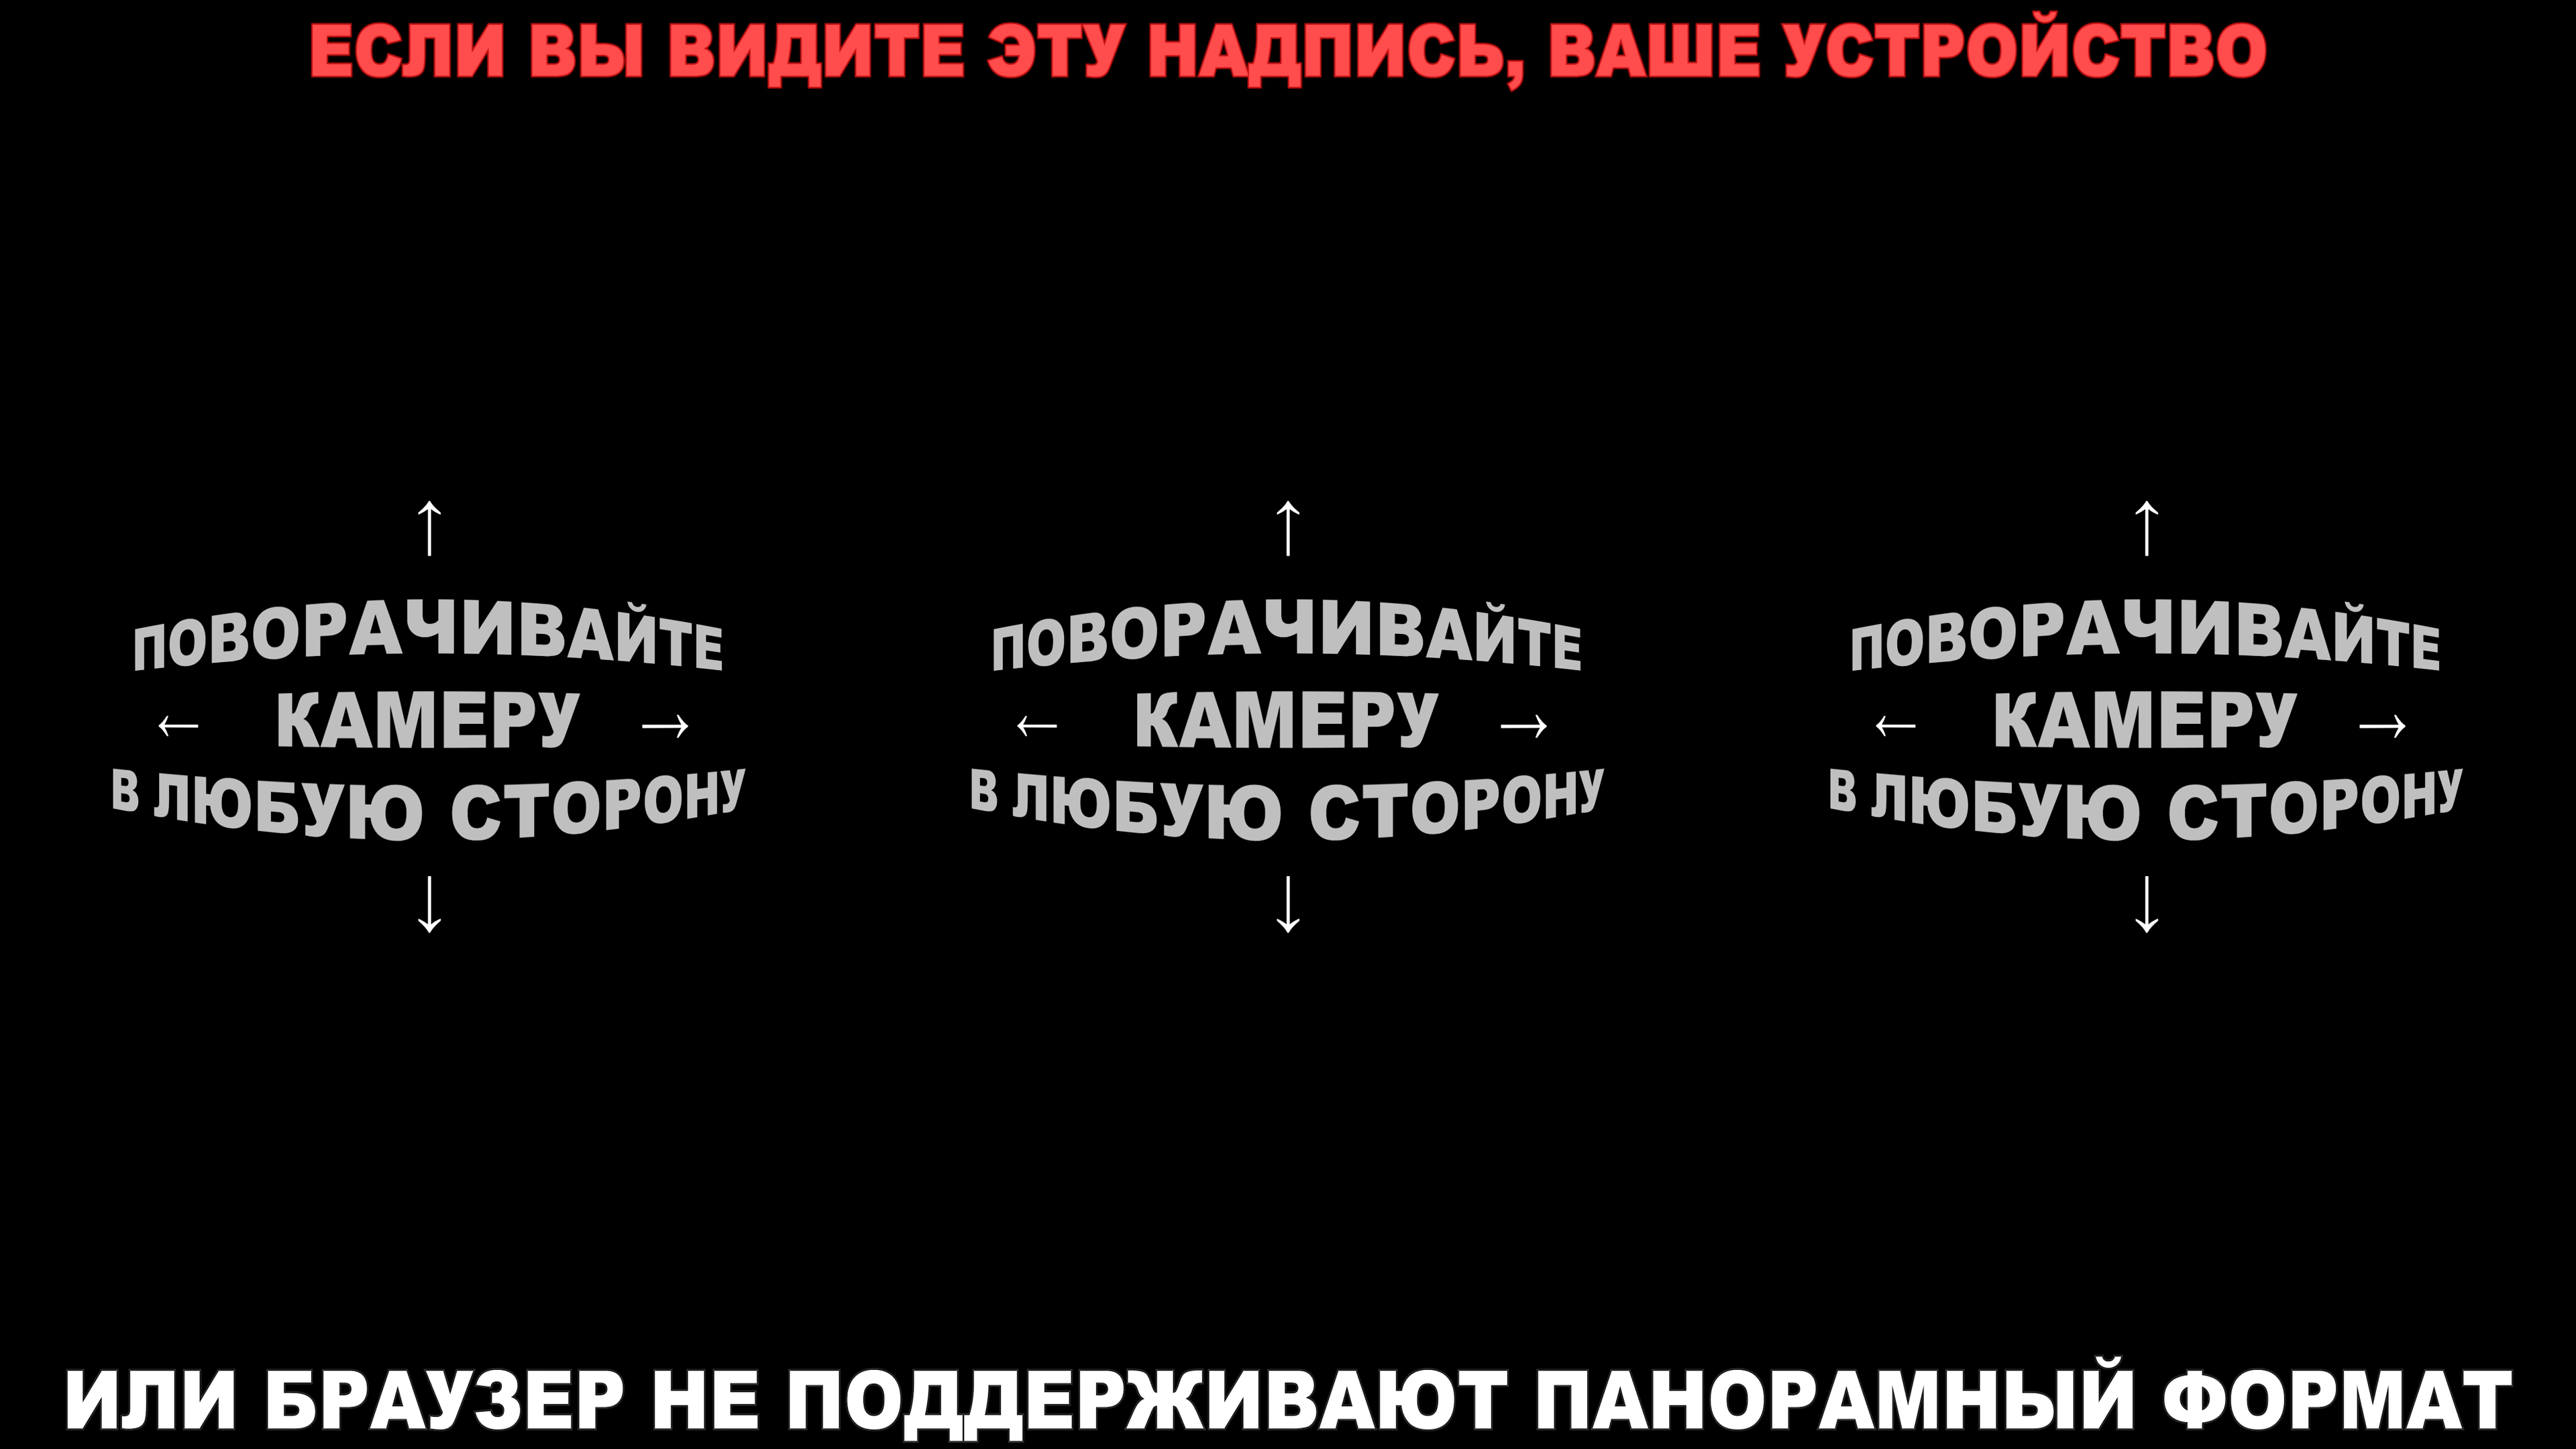 ЕСЛИ ВЫ ВИДИТЕ ЭТУ НАДПИСЬ, ВАШЕ УСТРОЙСТВО
↑
ПОВОРАЧИВАЙТЕ
← КАМЕРУ →
В ЛЮБУЮ СТОРОНУ
↓
↑
ПОВОРАЧИВАЙТЕ
← КАМЕРУ →
В ЛЮБУЮ СТОРОНУ
↓
↑
ПОВОРАЧИВАЙТЕ
← КАМЕРУ →
В ЛЮБУЮ СТОРОНУ
↓
ИЛИ БРАУЗЕР НЕ ПОДДЕРЖИВАЮТ ПАНОРАМНЫЙ ФОРМАТ